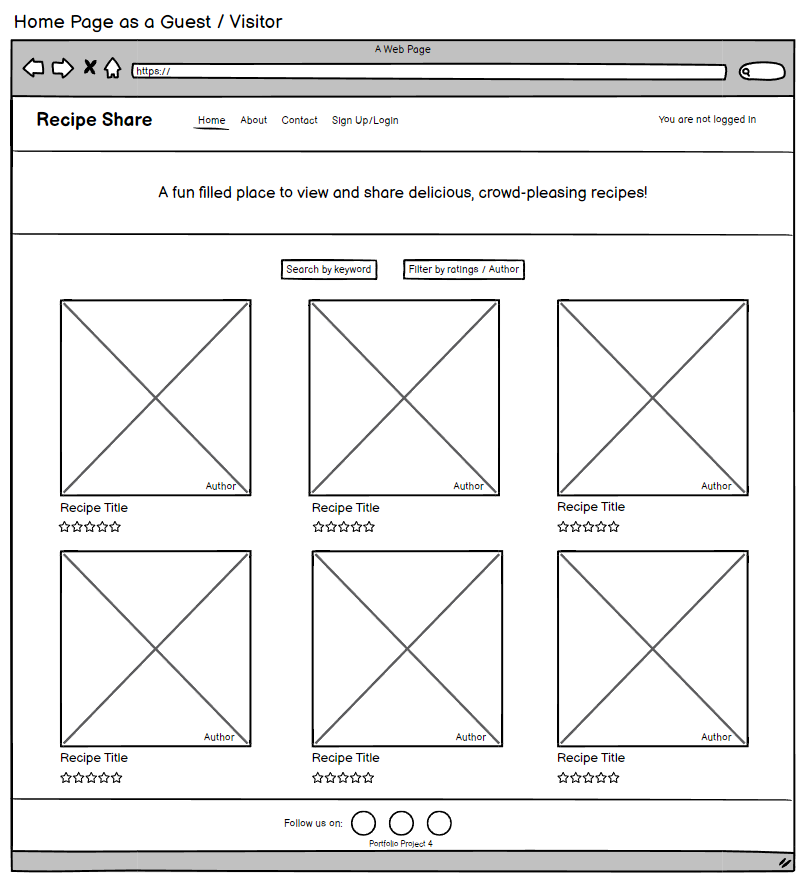 Home Page as a Guest / Visitor
A Web Page
https://
Recipe Share Home About Contact Sign Up/Login You are not logged in
A fun filled place to view and share delicious, crowd-pleasing recipes!
Search by keyword Filter by ratings / Author
Author Author Author
Recipe Title Recipe Title Recipe Title
Author Author Author
Recipe Title Recipe Title Recipe Title
Follow us on:
Portfolio Project 4